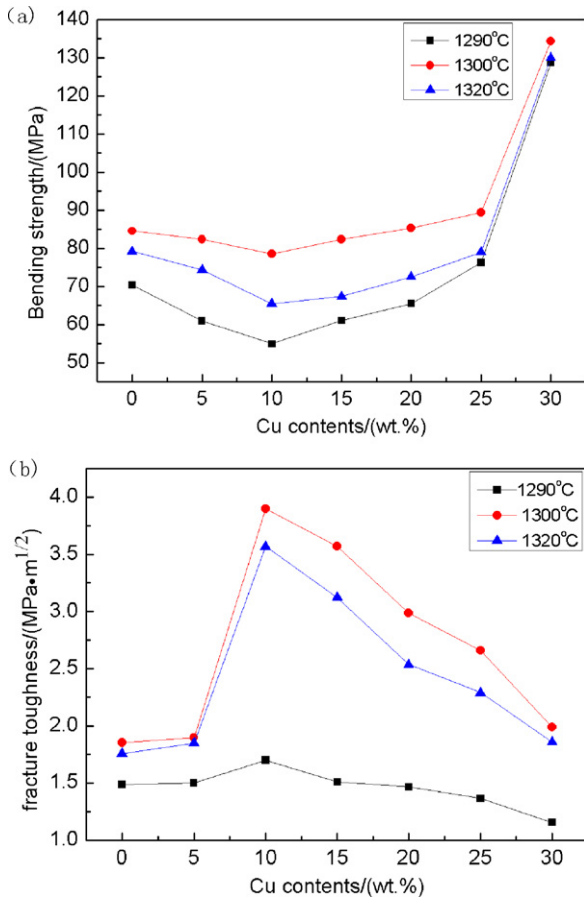 (a)
140
130
120
110
100
90
80
70
60
50
Bending strength/(MPa)
1290°C
1300°C
1320°C
0 5 10 15 20 25 30
Cu contents/(wt.%)
(b)
4.0
3.5
3.0
2.5
2.0
1.5
1.0
fracture toughness/(MPa•m^1/2)
1290°C
1300°C
1320°C
0 5 10 15 20 25 30
Cu contents/(wt.%)